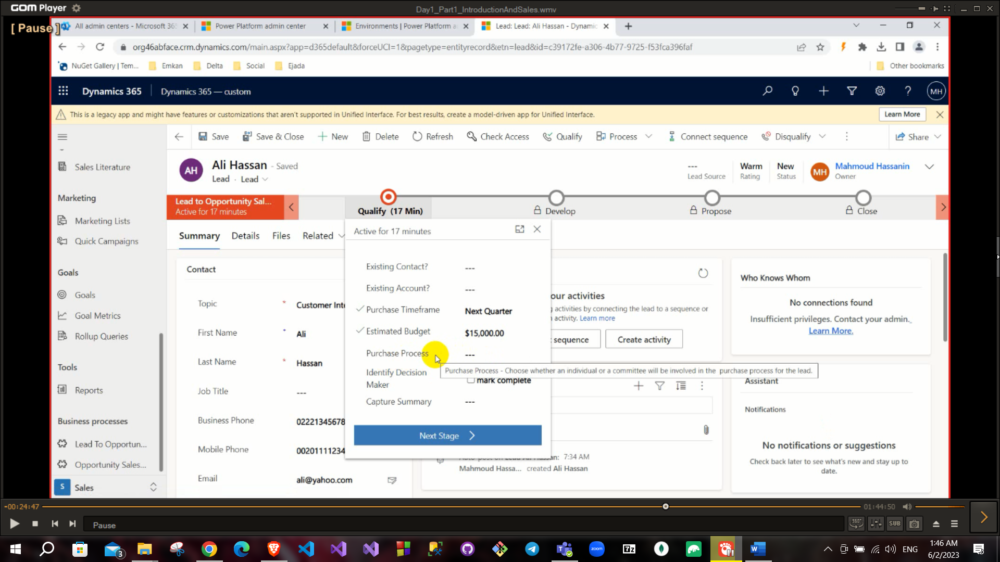 GOM Player
Day1_Part1_IntroductionAndSales.wmv
[ Pause ]
All admin centers - Microsoft 365
Power Platform admin center
Environments | Power Platform a
Lead: Lead: Ali Hassan - Dynamic
org46abface.crm.dynamics.com/main.aspx?app=d365default&forceUCI=1&pagetype=entityrecord&etn=lead&id=c39172fe-a306-4b77-9725-f53fca396faf
NuGet Gallery | Tem...
Emkan
Delta
Social
Ejada
Other bookmarks
Dynamics 365
Dynamics 365 — custom
MH
This is a legacy app and might have features or customizations that aren't supported in Unified Interface. For best results, create a model-driven app for Unified Interface.
Learn More
Save
Save & Close
New
Delete
Refresh
Check Access
Qualify
Process
Connect sequence
Disqualify
Share
Sales Literature
Marketing
Marketing Lists
Quick Campaigns
Goals
Goals
Goal Metrics
Rollup Queries
Tools
Reports
Business processes
Lead To Opportun...
Opportunity Sales...
S
Sales
AH
Ali Hassan - Saved
Lead · Lead
---
Lead Source
Warm
Rating
New
Status
MH
Mahmoud Hassanin
Owner
Lead to Opportunity Sal...
Active for 17 minutes
Qualify (17 Min)
Develop
Propose
Close
Summary
Details
Files
Related
Active for 17 minutes
Existing Contact? ---
Existing Account? ---
Purchase Timeframe Next Quarter
Estimated Budget $15,000.00
Purchase Process ---
Purchase Process - Choose whether an individual or a committee will be involved in the purchase process for the lead.
Identify Decision
Maker
mark complete
Capture Summary ---
Next Stage
Contact
Topic * Customer Inte
First Name + Ali
Last Name * Hassan
Job Title ---
Business Phone 02221345678
Mobile Phone 00201111234
Email ali@yahoo.com
our activities
activities by connecting the lead to a sequence or
activity. Learn more
sequence
Create activity
Auto-post on Lead Ali Hassan: 7:34 AM
Mahmoud Hassa... created Ali Hassan
Who Knows Whom
No connections found
Insufficient privileges. Contact your admin.
Learn More.
Assistant
Notifications
No notifications or suggestions
Check back later to see what's new and stay up to
date.
-00:24:47
01:44:50
Pause
360°
SUB
3
zoom
7z
W
ENG
1:46 AM
6/2/2023